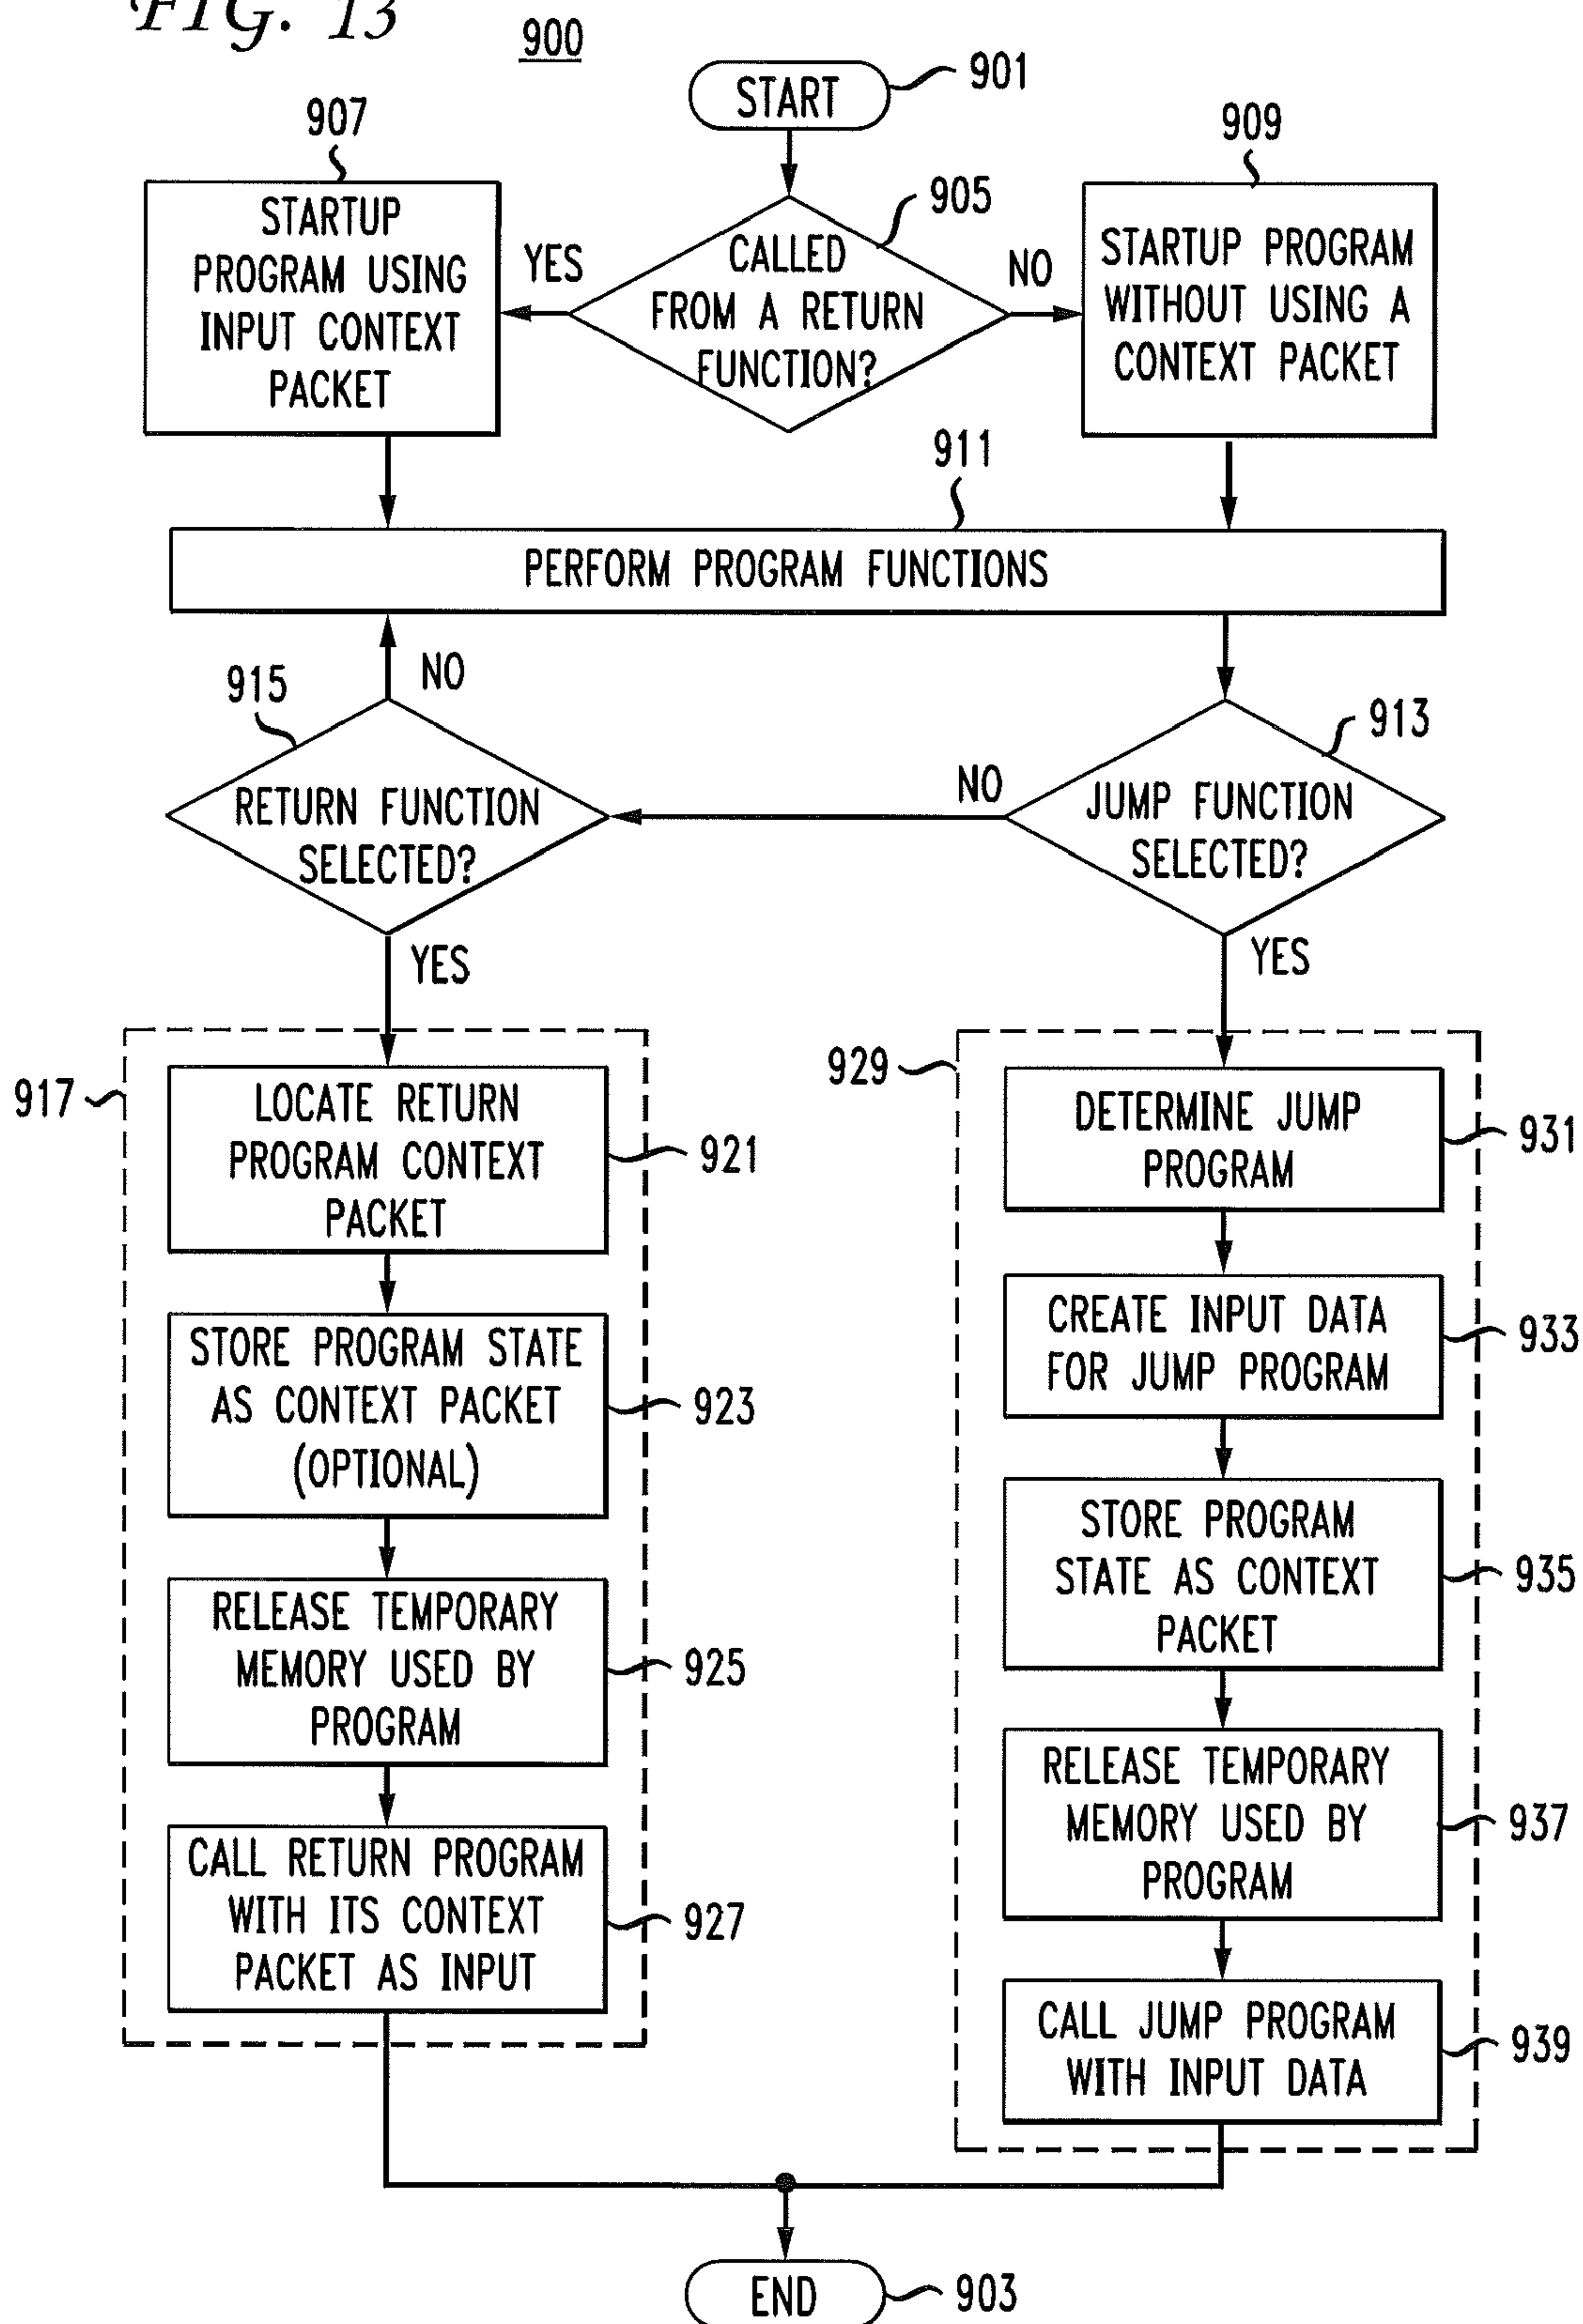 FIG. 13
900
START
901
907
909
905
STARTUP
PROGRAM USING
INPUT CONTEXT
PACKET
YES
CALLED
FROM A RETURN
FUNCTION?
NO
STARTUP PROGRAM
WITHOUT USING A
CONTEXT PACKET
911
PERFORM PROGRAM FUNCTIONS
NO
915
913
RETURN FUNCTION
SELECTED?
NO
JUMP FUNCTION
SELECTED?
YES
YES
917
LOCATE RETURN
PROGRAM CONTEXT
PACKET
921
STORE PROGRAM STATE
AS CONTEXT PACKET
(OPTIONAL)
923
RELEASE TEMPORARY
MEMORY USED BY
PROGRAM
925
CALL RETURN PROGRAM
WITH ITS CONTEXT
PACKET AS INPUT
927
929
DETERMINE JUMP
PROGRAM
931
CREATE INPUT DATA
FOR JUMP PROGRAM
933
STORE PROGRAM
STATE AS CONTEXT
PACKET
935
RELEASE TEMPORARY
MEMORY USED BY
PROGRAM
937
CALL JUMP PROGRAM
WITH INPUT DATA
939
END
903